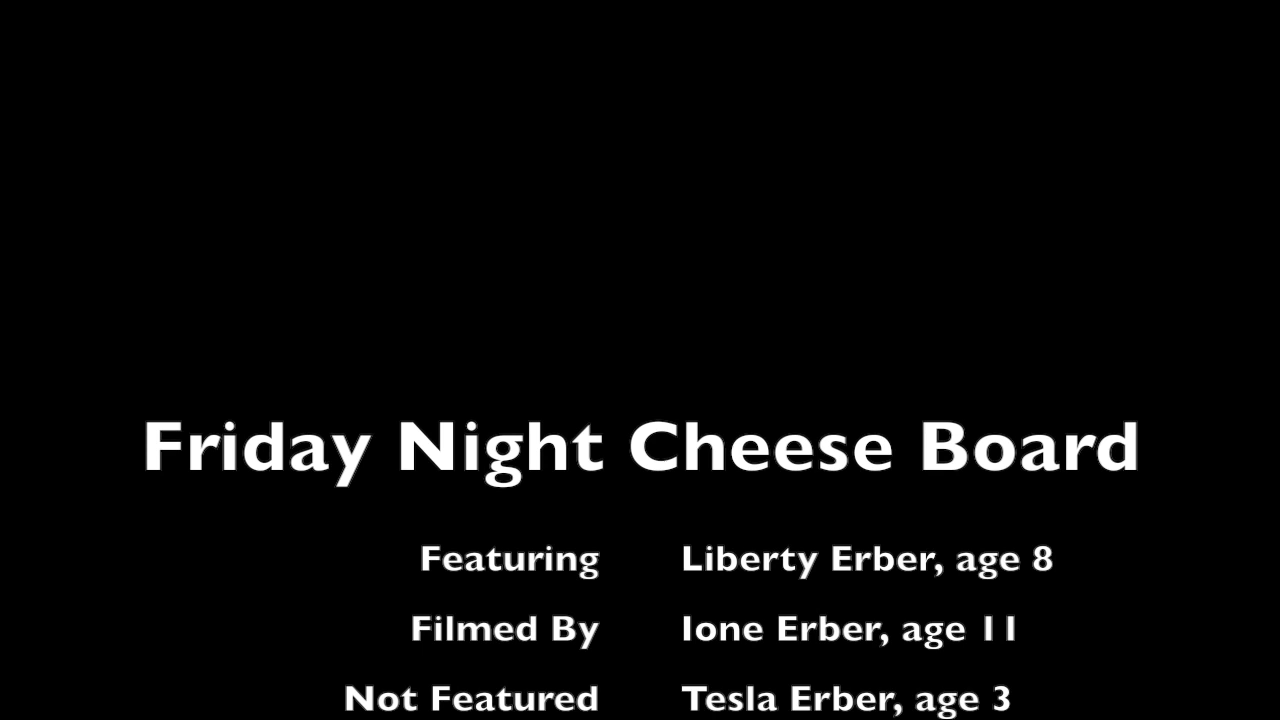 Friday Night Cheese Board
Featuring Liberty Erber, age 8
Filmed By Ione Erber, age 11
Not Featured Tesla Erber, age 3